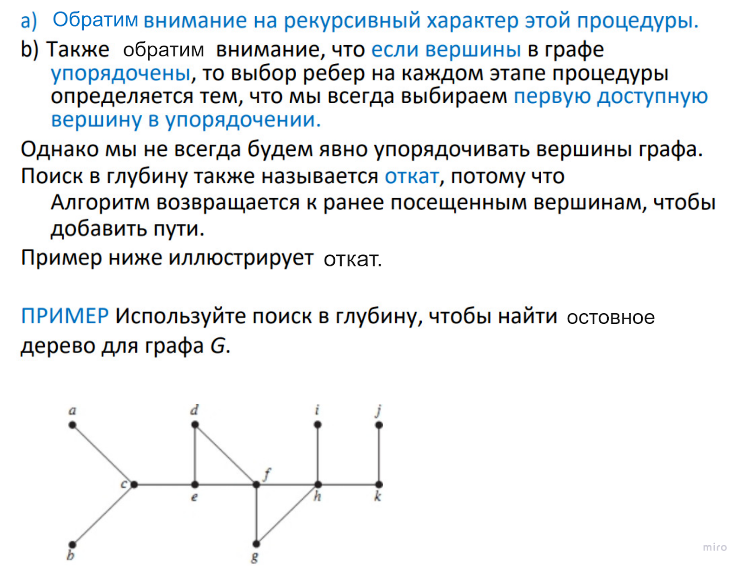 a) Обратим внимание на рекурсивный характер этой процедуры.
b) Также обратим внимание, что если вершины в графе
упорядочены, то выбор ребер на каждом этапе процедуры
определяется тем, что мы всегда выбираем первую доступную
вершину в упорядочении.
Однако мы не всегда будем явно упорядочивать вершины графа.
Поиск в глубину также называется откат, потому что
Алгоритм возвращается к ранее посещенным вершинам, чтобы
добавить пути.
Пример ниже иллюстрирует откат.
ПРИМЕР Используйте поиск в глубину, чтобы найти остовное
дерево для графа G.
a d i j
c e f h k
b g
miro